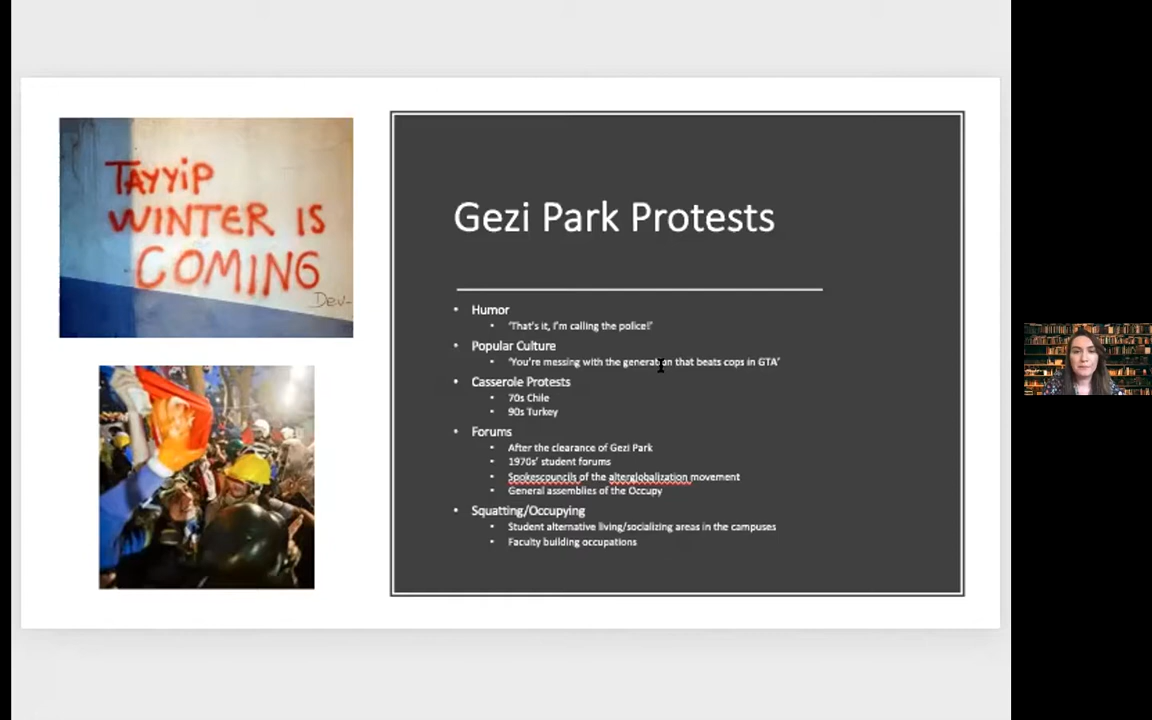 TAYYiP
WINTER IS
COMING
Dev-
Gezi Park Protests
• Humor
• 'That's it, I'm calling the police!'
• Popular Culture
• 'You're messing with the generation that beats cops in GTA'
• Casserole Protests
• 70s Chile
• 90s Turkey
• Forums
• After the clearance of Gezi Park
• 1970s' student forums
• Spokescouncils of the alterglobalization movement
• General assemblies of the Occupy
• Squatting/Occupying
• Student alternative living/socializing areas in the campuses
• Faculty building occupations